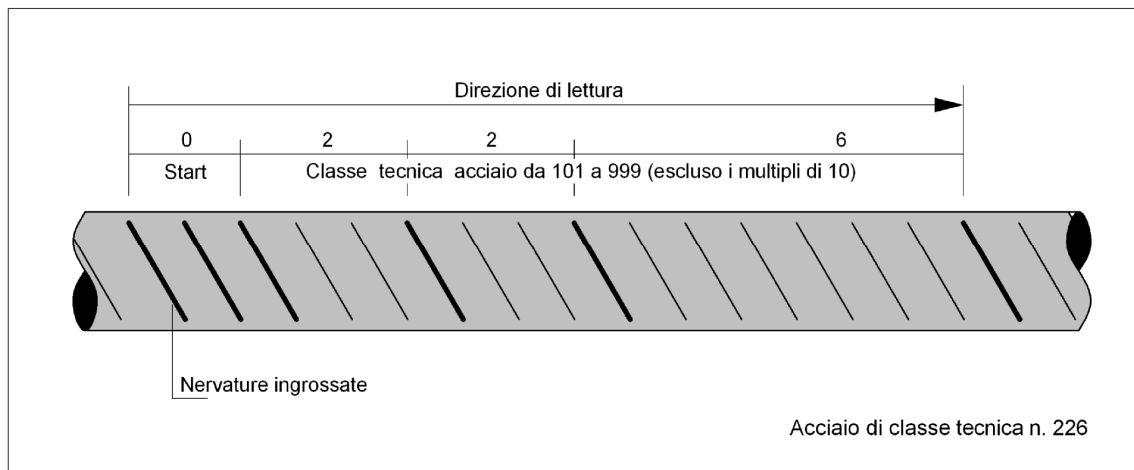 Direzione di lettura
0 2 2 6
Start Classe tecnica acciaio da 101 a 999 (escluso i multipli di 10)
Nervature ingrossate
Acciaio di classe tecnica n. 226